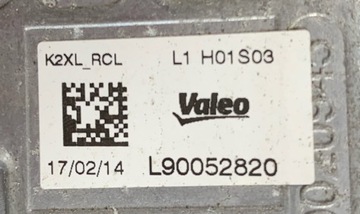 K2XL_RCL L1 H01S03
Valeo
17/02/14 L90052820